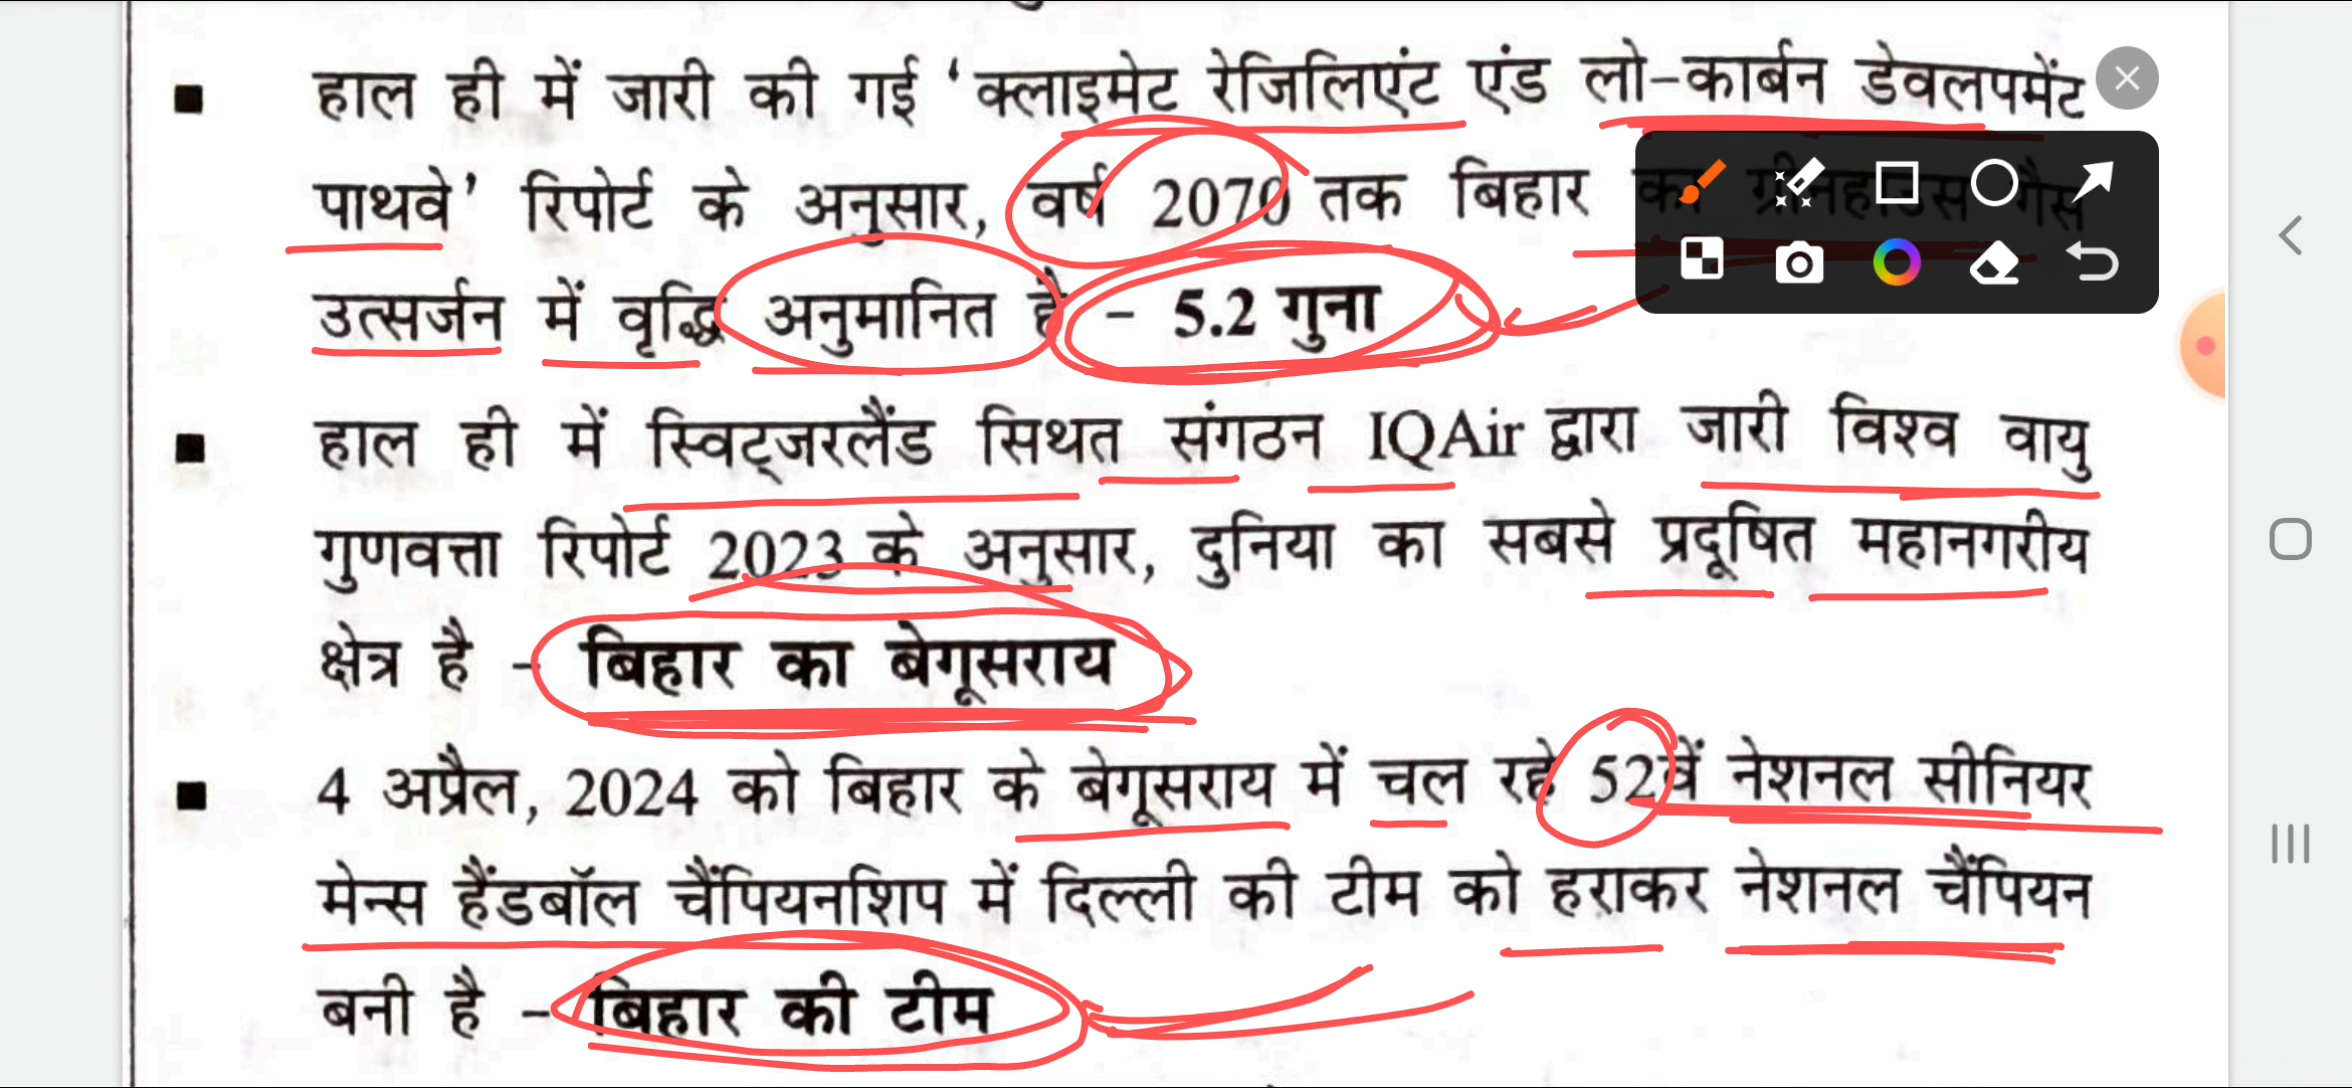 ■ हाल ही में जारी की गई ‘क्लाइमेट रेजिलिएंट एंड लो-कार्बन डेवलपमेंट
पाथवे’ रिपोर्ट के अनुसार, वर्ष 2070 तक बिहार का ग्रीनहाउस गैस
उत्सर्जन में वृद्धि अनुमानित है - 5.2 गुना
■ हाल ही में स्विट्जरलैंड सिथत संगठन IQAir द्वारा जारी विश्व वायु
गुणवत्ता रिपोर्ट 2023 के अनुसार, दुनिया का सबसे प्रदूषित महानगरीय
क्षेत्र है - बिहार का बेगूसराय
■ 4 अप्रैल, 2024 को बिहार के बेगूसराय में चल रहे 52वें नेशनल सीनियर
मेन्स हैंडबॉल चैंपियनशिप में दिल्ली की टीम को हराकर नेशनल चैंपियन
बनी है - बिहार की टीम